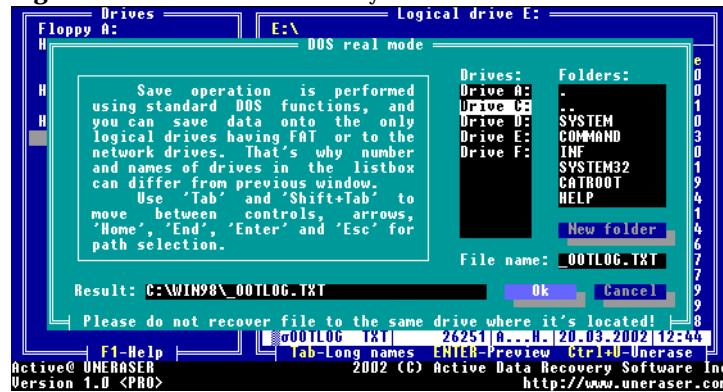 Drives
Logical drive E:
Floppy A:
E:\
H
DOS real mode
Save operation is performed
using standard DOS functions, and
you can save data onto the only
logical drives having FAT or to the
network drives. That's why number
and names of drives in the listbox
can differ from previous window.
Use 'Tab' and 'Shift+Tab' to
move between controls, arrows,
'Home', 'End', 'Enter' and 'Esc' for
path selection.
Drives:
Drive A:
Drive C:
Drive D:
Drive E:
Drive F:
Folders:
.
..
SYSTEM
COMMAND
INF
SYSTEM32
CATROOT
HELP
New folder
File name: _OOTLOG.TXT
Result: C:\WIN98\_OOTLOG.TXT
Ok
Cancel
Please do not recover file to the same drive where it's located!
σOOTLOG TXT 26251 A...H. 20.03.2002 12:44
F1-Help
Tab-Long names ENTER-Preview Ctrl+U-Unerase
Active@ UNERASER 2002 (C) Active Data Recovery Software Inc
Version 1.0 <PRO> http://www.uneraser.com